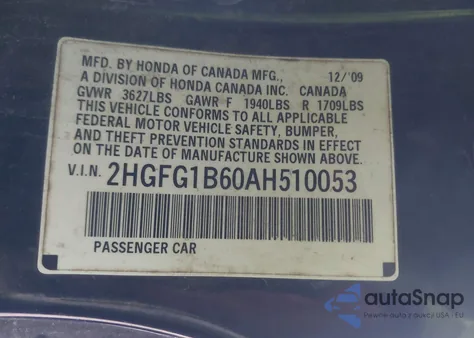 MFD. BY HONDA OF CANADA MFG., 12/'09
A DIVISION OF HONDA CANADA INC. CANADA
GVWR 3627LBS GAWR F 1940LBS R 1709LBS
THIS VEHICLE CONFORMS TO ALL APPLICABLE
FEDERAL MOTOR VEHICLE SAFETY, BUMPER,
AND THEFT PREVENTION STANDARDS IN EFFECT
ON THE DATE OF MANUFACTURE SHOWN ABOVE.
V.I.N. 2HGFG1B60AH510053
PASSENGER CAR
autoSnap